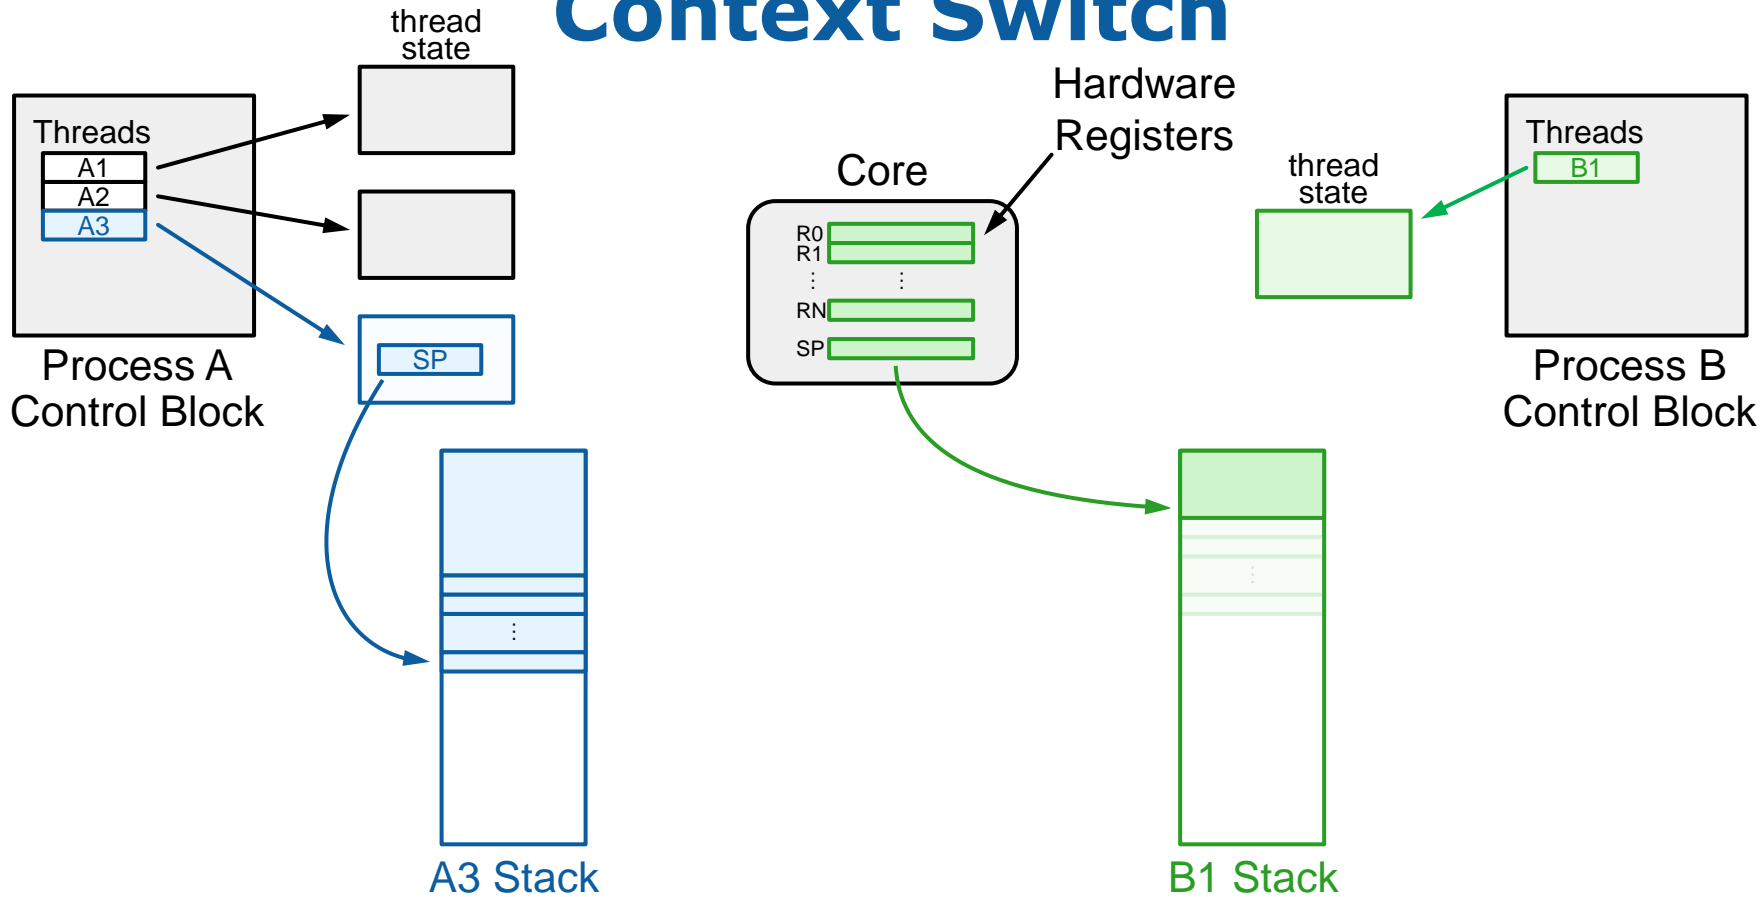 Context Switch
thread
state
Threads
A1
A2
A3
Process A
Control Block
SP
A3 Stack
Hardware
Registers
Core
R0
R1
⋮ ⋮
RN
SP
thread
state
Threads
B1
Process B
Control Block
⋮
⋮
B1 Stack